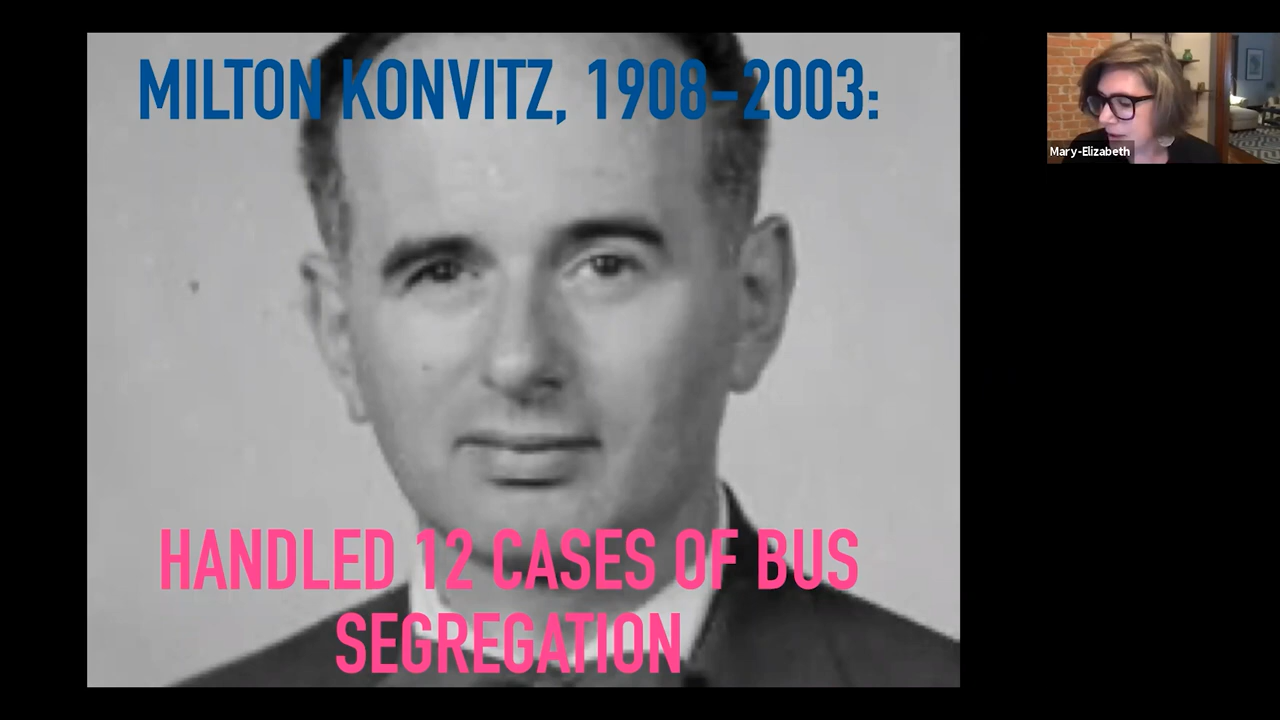 MILTON KONVITZ, 1908-2003:
HANDLED 12 CASES OF BUS
SEGREGATION
Mary-Elizabeth